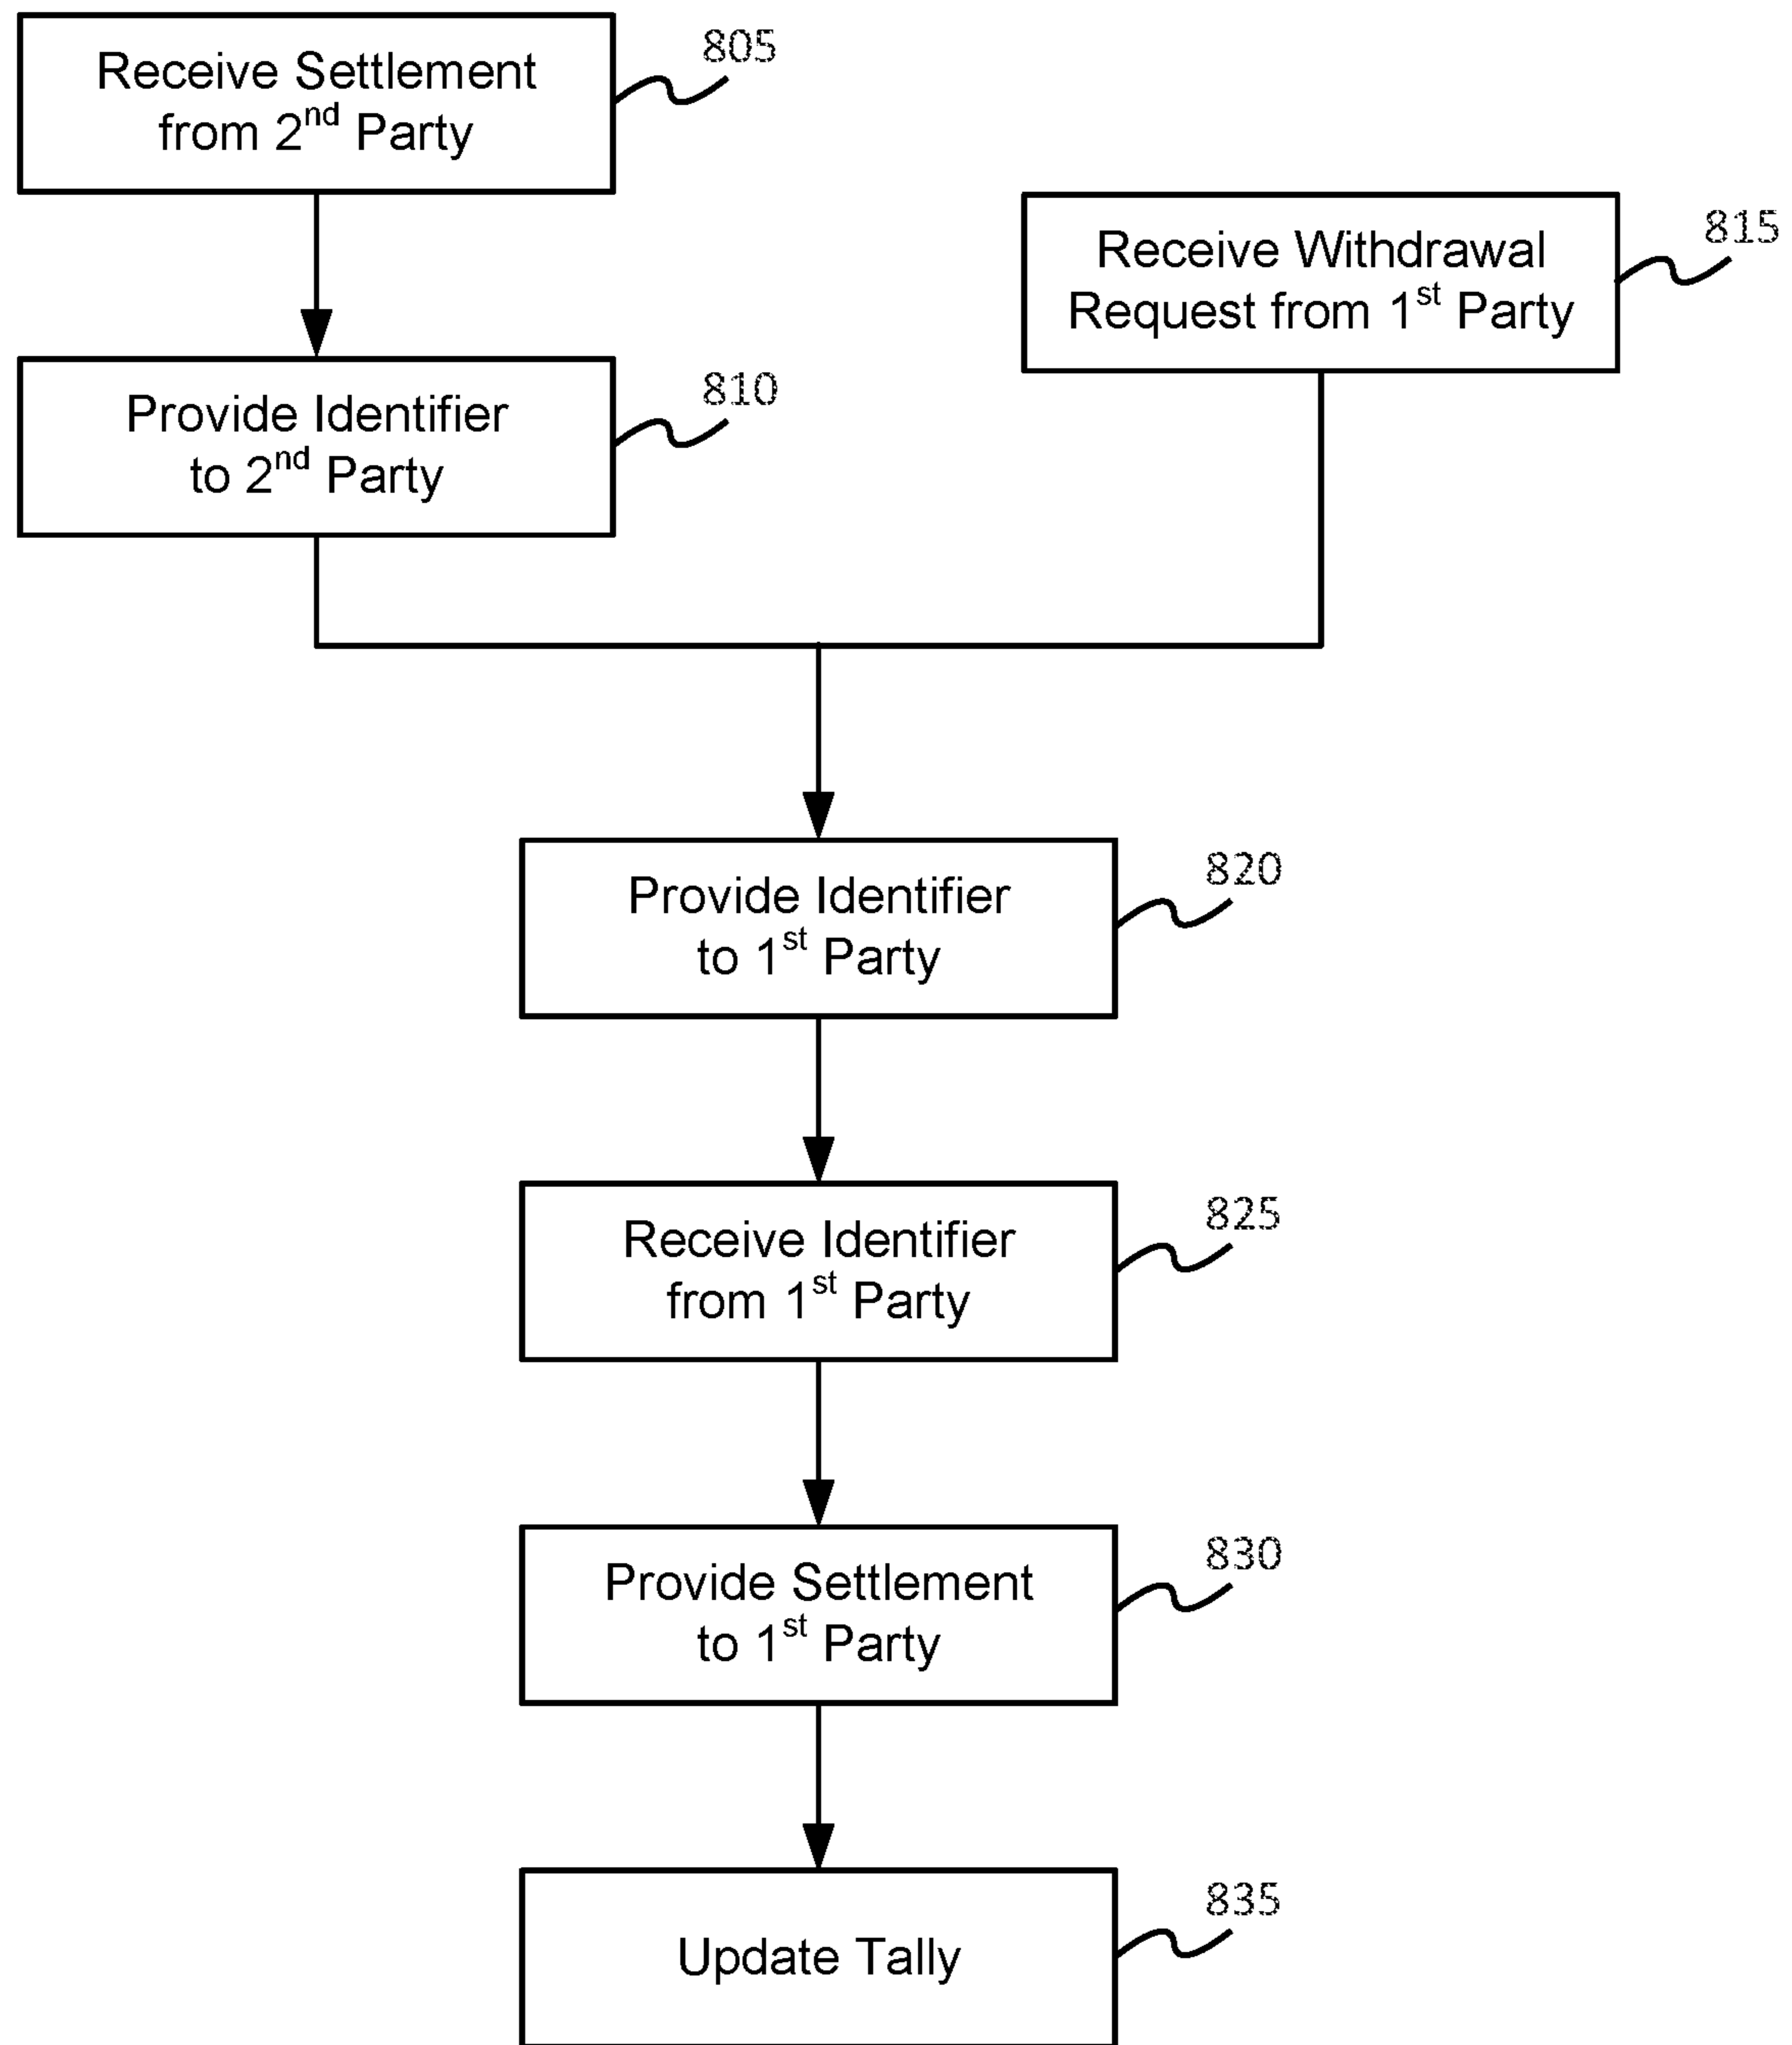 Receive Settlement
from 2nd Party
805
Provide Identifier
to 2nd Party
810
Receive Withdrawal
Request from 1st Party
815
Provide Identifier
to 1st Party
820
Receive Identifier
from 1st Party
825
Provide Settlement
to 1st Party
830
Update Tally
835